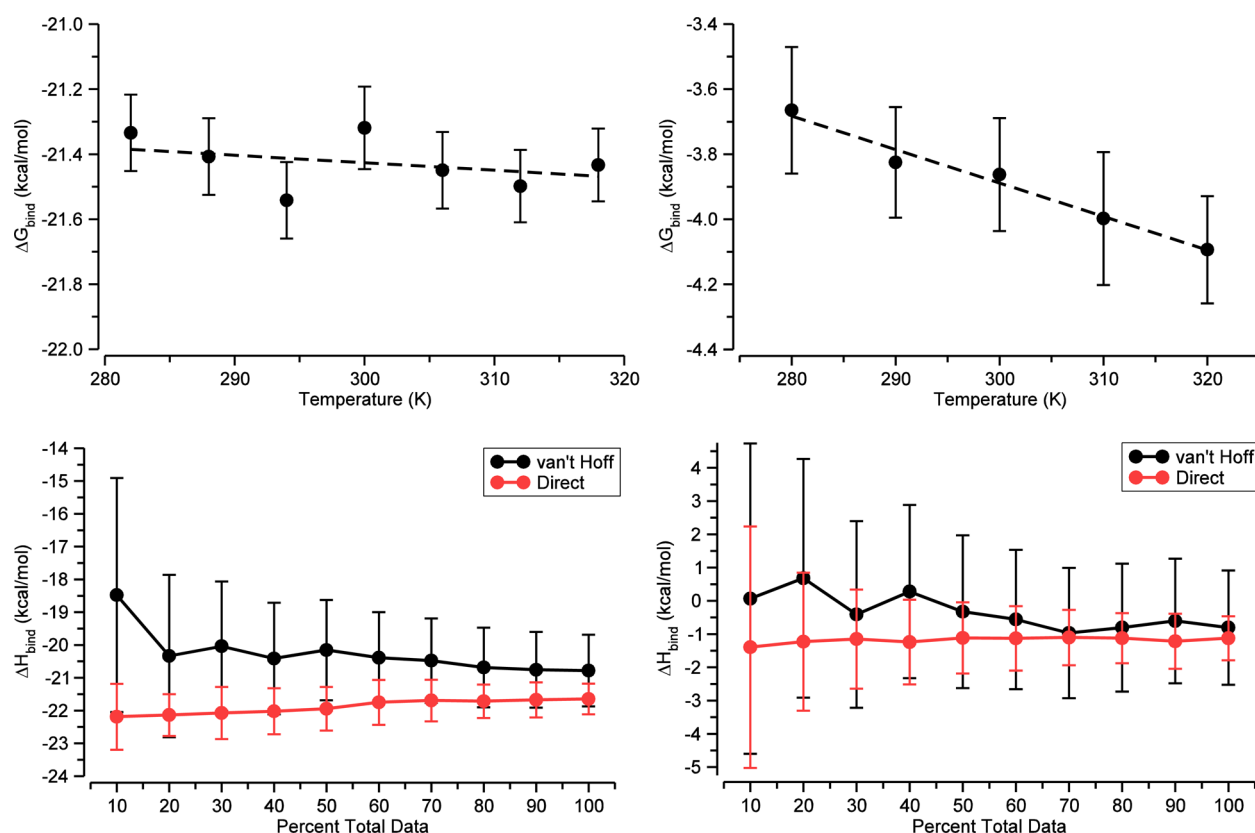 -21.0
-21.2
-21.4
-21.6
-21.8
-22.0
ΔGbind (kcal/mol)
280 290 300 310 320
Temperature (K)
-3.4
-3.6
-3.8
-4.0
-4.2
-4.4
ΔGbind (kcal/mol)
280 290 300 310 320
Temperature (K)
-14
-15
-16
-17
-18
-19
-20
-21
-22
-23
-24
ΔHbind (kcal/mol)
van't Hoff
Direct
10 20 30 40 50 60 70 80 90 100
Percent Total Data
4
3
2
1
0
-1
-2
-3
-4
-5
ΔHbind (kcal/mol)
van't Hoff
Direct
10 20 30 40 50 60 70 80 90 100
Percent Total Data